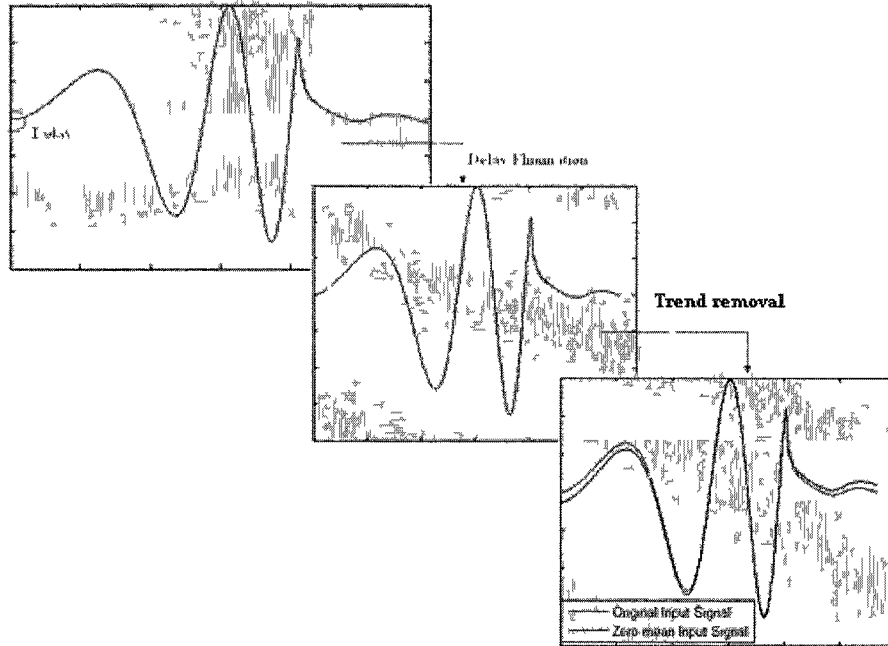 Delay
Delay Elimination
Trend removal
Original Input Signal
Zero mean Input Signal